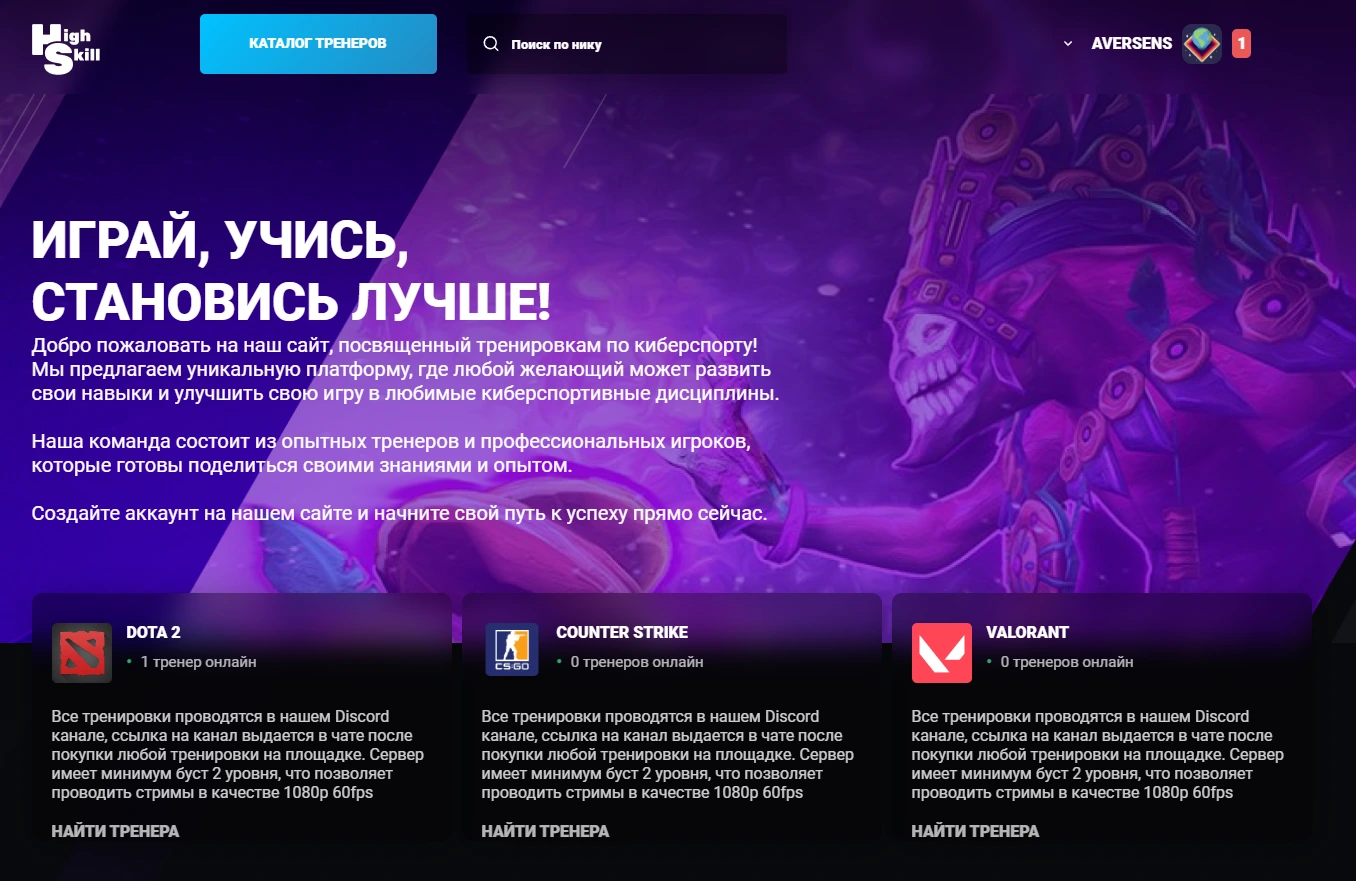 High
Skill
КАТАЛОГ ТРЕНЕРОВ
Поиск по нику
AVERSENS
1
ИГРАЙ, УЧИСЬ,
СТАНОВИСЬ ЛУЧШЕ!
Добро пожаловать на наш сайт, посвященный тренировкам по киберспорту!
Мы предлагаем уникальную платформу, где любой желающий может развить
свои навыки и улучшить свою игру в любимые киберспортивные дисциплины.
Наша команда состоит из опытных тренеров и профессиональных игроков,
которые готовы поделиться своими знаниями и опытом.
Создайте аккаунт на нашем сайте и начните свой путь к успеху прямо сейчас.
DOTA 2
• 1 тренер онлайн
Все тренировки проводятся в нашем Discord
канале, ссылка на канал выдается в чате после
покупки любой тренировки на площадке. Сервер
имеет минимум буст 2 уровня, что позволяет
проводить стримы в качестве 1080p 60fps
НАЙТИ ТРЕНЕРА
CS:GO
COUNTER STRIKE
• 0 тренеров онлайн
Все тренировки проводятся в нашем Discord
канале, ссылка на канал выдается в чате после
покупки любой тренировки на площадке. Сервер
имеет минимум буст 2 уровня, что позволяет
проводить стримы в качестве 1080p 60fps
НАЙТИ ТРЕНЕРА
VALORANT
• 0 тренеров онлайн
Все тренировки проводятся в нашем Discord
канале, ссылка на канал выдается в чате после
покупки любой тренировки на площадке. Сервер
имеет минимум буст 2 уровня, что позволяет
проводить стримы в качестве 1080p 60fps
НАЙТИ ТРЕНЕРА